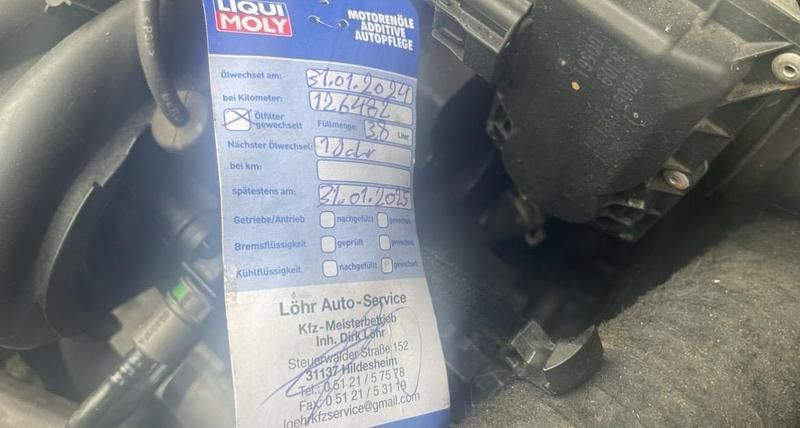 LIQUI
MOLY
MOTORENÖLE
ADDITIVE
AUTOPFLEGE
Ölwechsel am: 31.01.2024
bei Kilometer: 126482
Ölfilter
gewechselt Füllmenge: 3,8 Liter
Nächster Ölwechsel: 1 Jahr
bei km:
spätestens am: 31.01.2025
Getriebe/Antrieb nachgefüllt gewechselt
Bremsflüssigkeit geprüft gewechselt
Kühlflüssigkeit nachgefüllt gewechselt
Löhr Auto-Service
Kfz-Meisterbetrieb
Inh. Dirk Löhr
Steuerwalder Straße 152
31137 Hildesheim
Tel.: 0 51 21 / 5 75 78
Fax: 0 51 21 / 5 31 19
loehrkfzservice@gmail.com